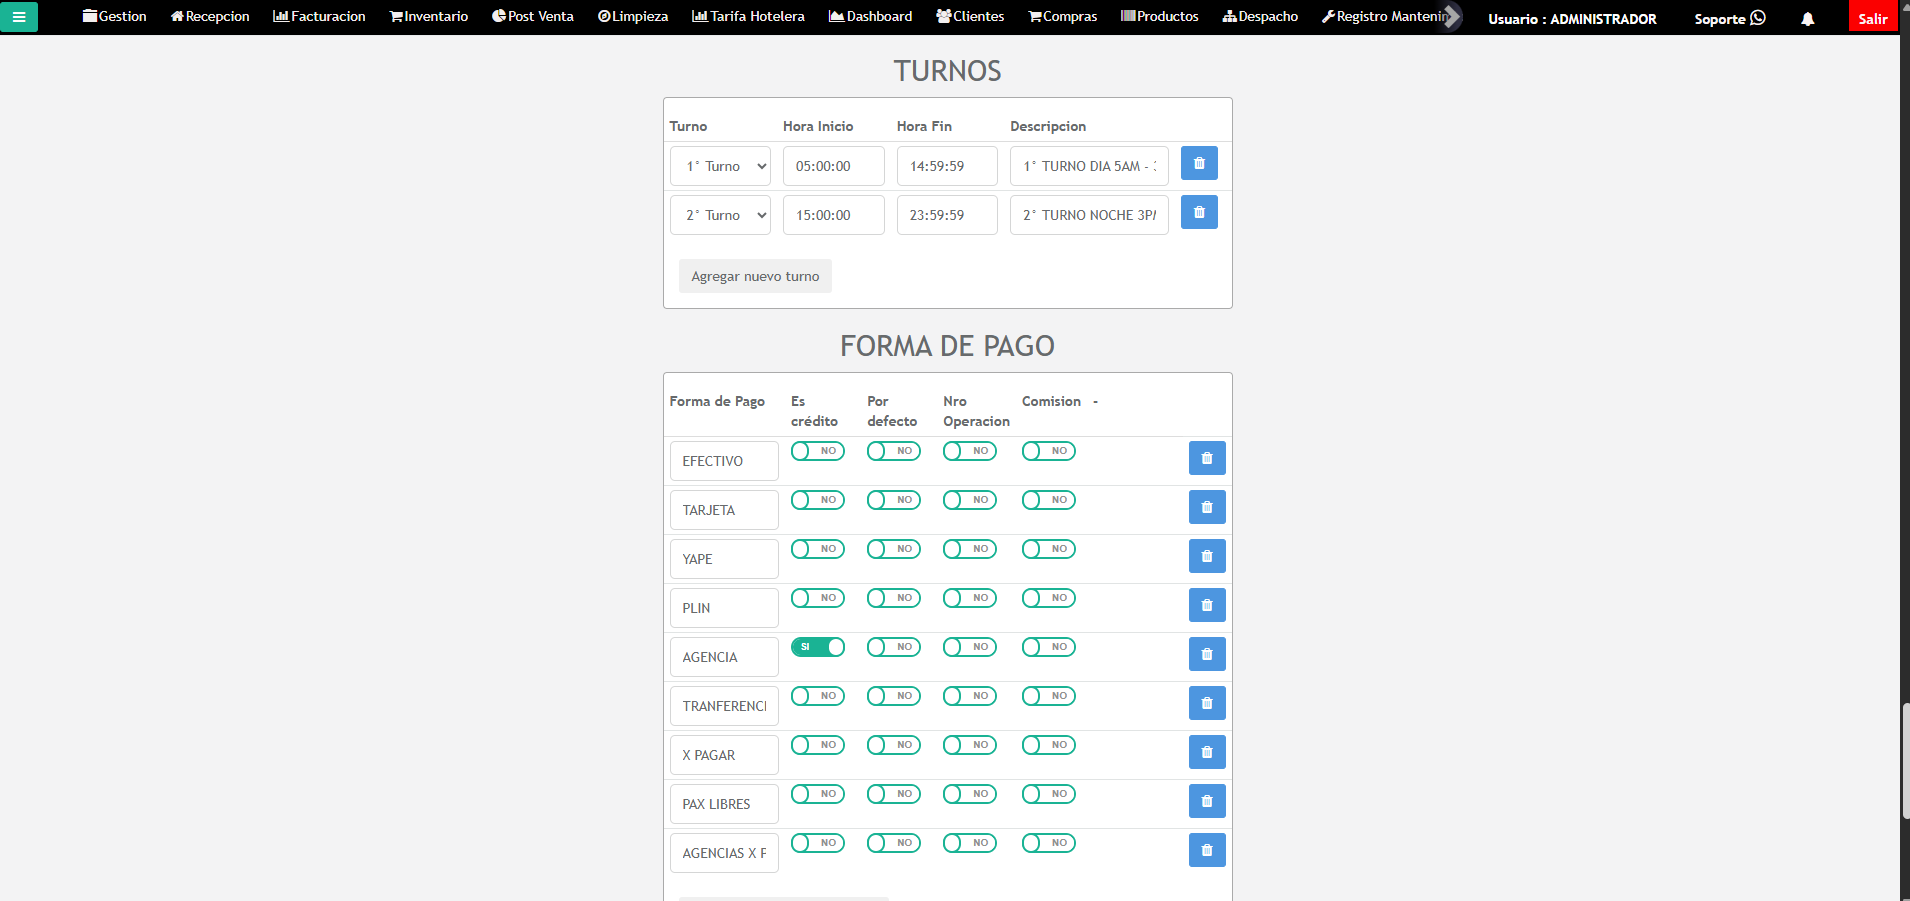 Gestion Recepcion Facturacion Inventario Post Venta Limpieza Tarifa Hotelera Dashboard Clientes Compras Productos Despacho Registro Mantenin Usuario : ADMINISTRADOR Soporte Salir
TURNOS
Turno Hora Inicio Hora Fin Descripcion
1° Turno 05:00:00 14:59:59 1° TURNO DIA 5AM -
2° Turno 15:00:00 23:59:59 2° TURNO NOCHE 3PM
Agregar nuevo turno
FORMA DE PAGO
Forma de Pago Es crédito Por defecto Nro Operacion Comision -
EFECTIVO NO NO NO NO
TARJETA NO NO NO NO
YAPE NO NO NO NO
PLIN NO NO NO NO
AGENCIA SI NO NO NO
TRANFERENCI NO NO NO NO
X PAGAR NO NO NO NO
PAX LIBRES NO NO NO NO
AGENCIAS X NO NO NO NO